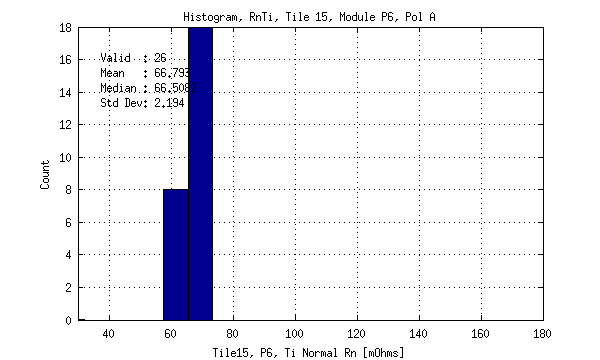 Histogram, RnTi, Tile 15, Module P6, Pol A
18
16
14
12
10
8
6
4
2
0
Valid : 26
Mean : 66.793
Median : 66.508
Std Dev: 2.194
Count
40 60 80 100 120 140 160 180
Tile15, P6, Ti Normal Rn [mOhms]